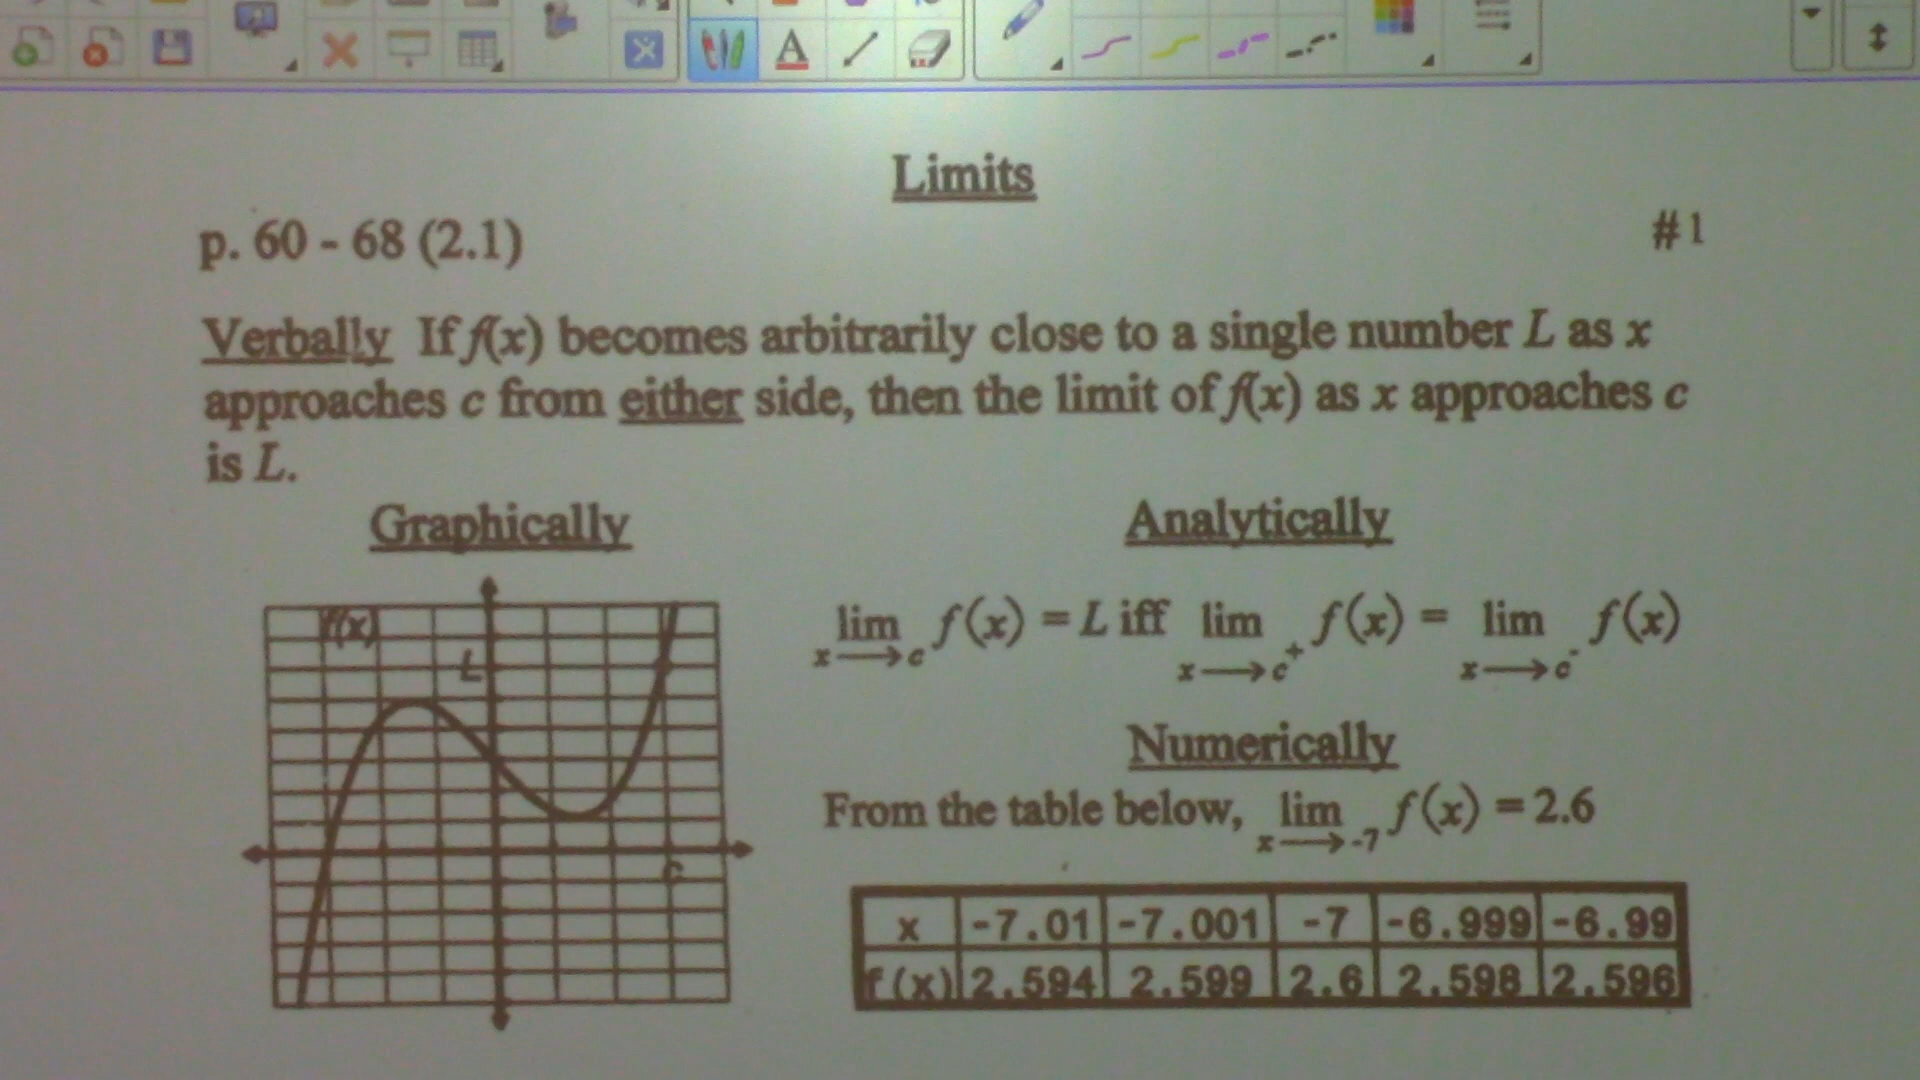 Limits
p. 60 - 68 (2.1)
#1
Verbally If f(x) becomes arbitrarily close to a single number L as x
approaches c from either side, then the limit of f(x) as x approaches c
is L.
Graphically
f(x)
L
c
Analytically
lim x→c f(x) = L iff lim x→c⁺ f(x) = lim x→c⁻ f(x)
Numerically
From the table below, lim x→-7 f(x) = 2.6
x -7.01 -7.001 -7 -6.999 -6.99
f(x) 2.594 2.599 2.6 2.598 2.596